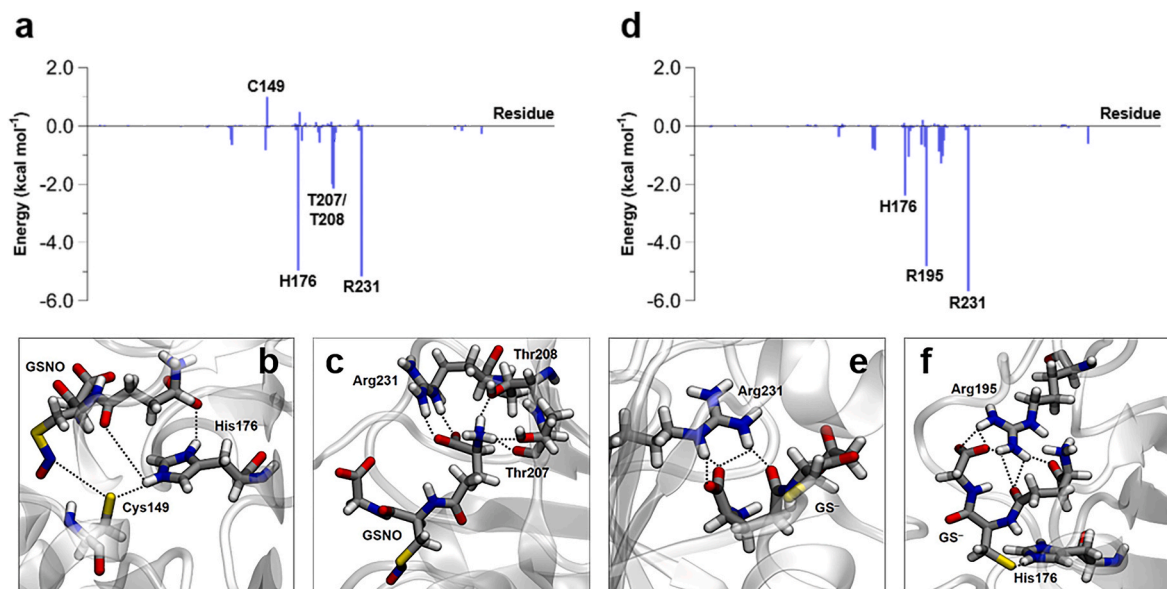 a
2.0
C149
Residue
0.0
Energy (kcal mol⁻¹)
-2.0
T207/
T208
-4.0
H176
R231
-6.0
d
2.0
Residue
0.0
Energy (kcal mol⁻¹)
-2.0
H176
-4.0
R195
R231
-6.0
b
GSNO
His176
Cys149
c
Thr208
Arg231
Thr207
GSNO
e
Arg231
GS⁻
f
Arg195
GS⁻
His176